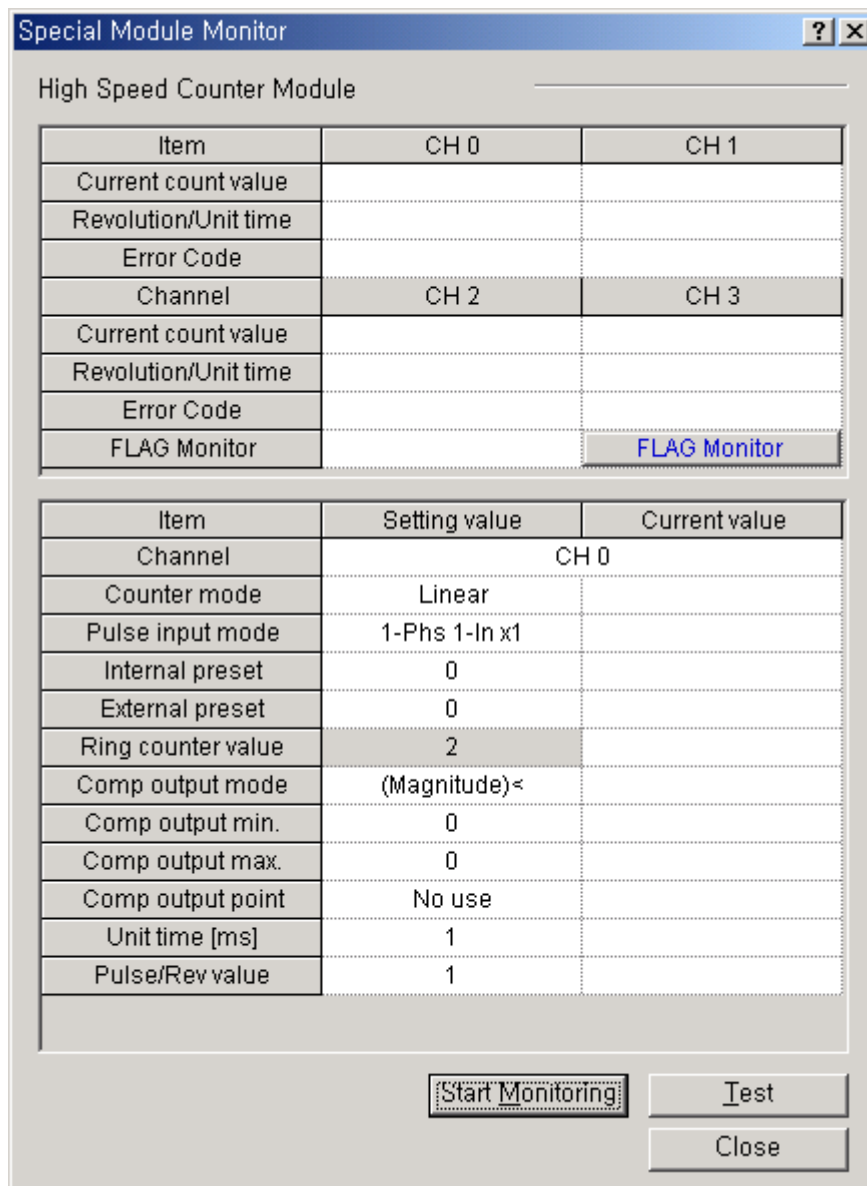 Special Module Monitor ? ×
High Speed Counter Module
Item CH 0 CH 1
Current count value
Revolution/Unit time
Error Code
Channel CH 2 CH 3
Current count value
Revolution/Unit time
Error Code
FLAG Monitor FLAG Monitor
Item Setting value Current value
Channel CH 0
Counter mode Linear
Pulse input mode 1-Phs 1-In x1
Internal preset 0
External preset 0
Ring counter value 2
Comp output mode (Magnitude)<
Comp output min. 0
Comp output max. 0
Comp output point No use
Unit time [ms] 1
Pulse/Rev value 1
Start Monitoring Test
Close